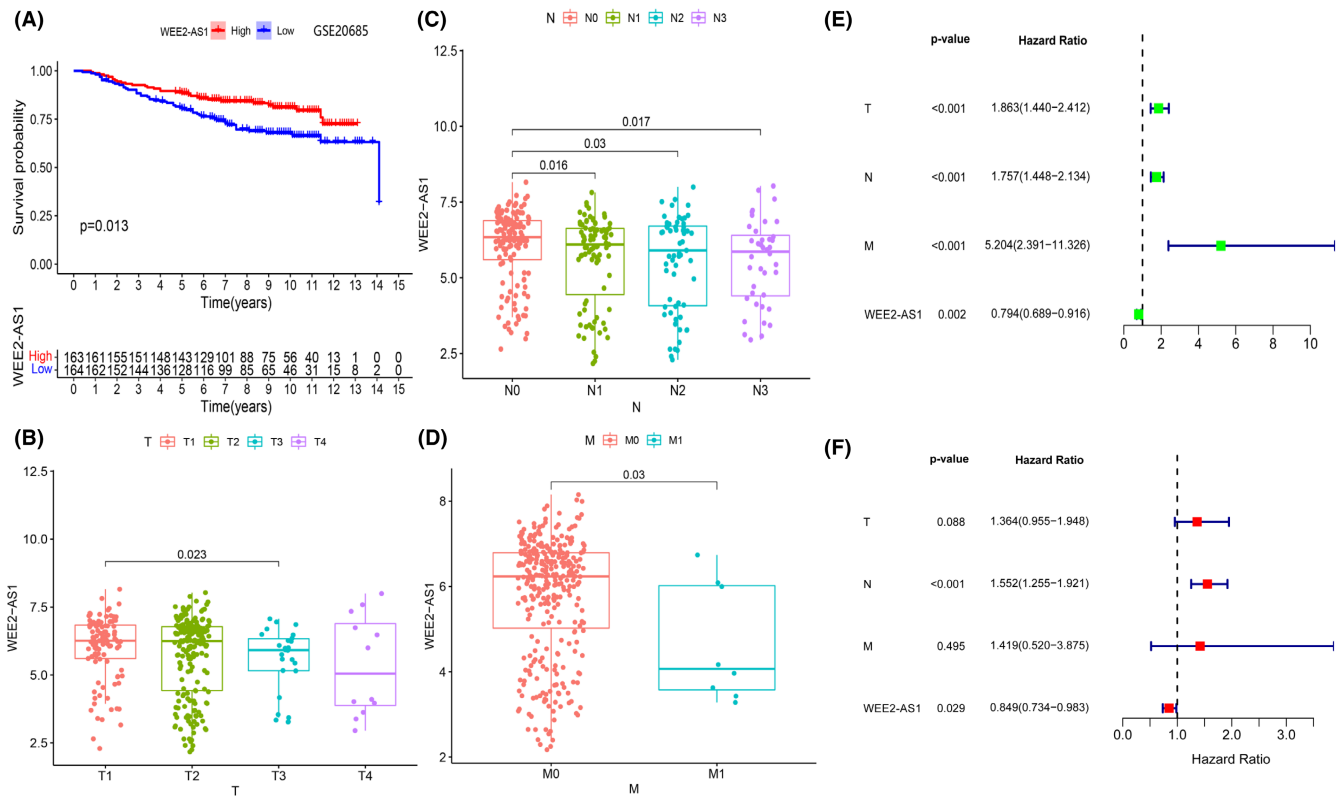 (A)
WEE2-AS1 High Low GSE20685
1.00
0.75
0.50
0.25
0.00
Survival probability
p=0.013
0 1 2 3 4 5 6 7 8 9 10 11 12 13 14 15
Time(years)
WEE2-AS1
High 163 161 155 151 148 143 129 101 88 75 56 40 13 1 0 0
Low 164 162 152 144 136 128 116 99 85 65 46 31 15 8 2 0
0 1 2 3 4 5 6 7 8 9 10 11 12 13 14 15
Time(years)
(B)
T T1 T2 T3 T4
12.5
10.0
7.5
5.0
2.5
WEE2−AS1
0.023
T1 T2 T3 T4
T
(C)
N N0 N1 N2 N3
12.5
10.0
7.5
5.0
2.5
WEE2−AS1
0.017
0.03
0.016
N0 N1 N2 N3
N
(D)
M M0 M1
8
6
4
2
WEE2−AS1
0.03
M0 M1
M
(E)
p-value Hazard Ratio
T <0.001 1.863(1.440−2.412)
N <0.001 1.757(1.448−2.134)
M <0.001 5.204(2.391−11.326)
WEE2-AS1 0.002 0.794(0.689−0.916)
0 2 4 6 8 10
(F)
p-value Hazard Ratio
T 0.088 1.364(0.955−1.948)
N <0.001 1.552(1.255−1.921)
M 0.495 1.419(0.520−3.875)
WEE2-AS1 0.029 0.849(0.734−0.983)
0.0 1.0 2.0 3.0
Hazard Ratio